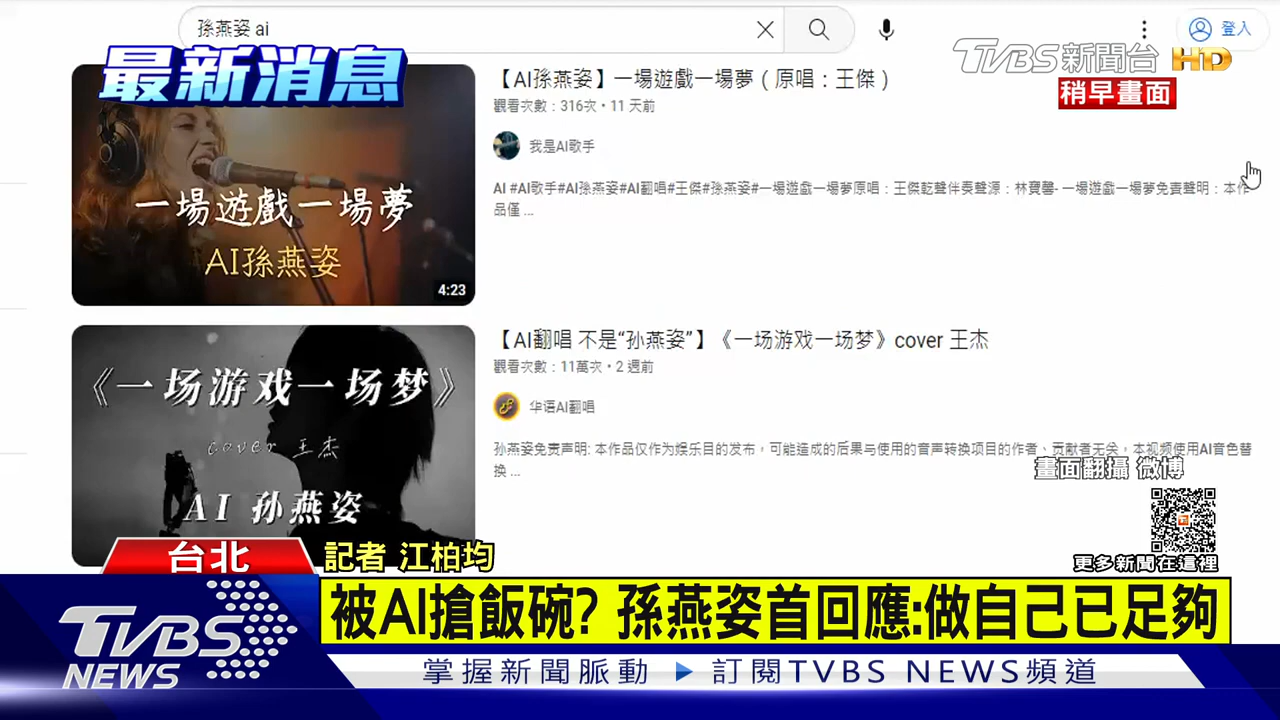 孫燕姿 ai
登入
最新消息
TVBS新聞台 HD
稍早畫面
【AI孫燕姿】一場遊戲一場夢（原唱：王傑）
觀看次數：316次・11 天前
我是AI歌手
AI #AI歌手#AI孫燕姿#AI翻唱#王傑#孫燕姿#一場遊戲一場夢原唱：王傑乾聲伴奏聲源：林寶馨- 一場遊戲一場夢免責聲明：本作
品僅 ...
一場遊戲一場夢
AI孫燕姿
4:23
【AI翻唱 不是“孙燕姿”】《一场游戏一场梦》cover 王杰
觀看次數：11萬次・2 週前
华语AI翻唱
孙燕姿免责声明: 本作品仅作为娱乐目的发布，可能造成的后果与使用的音声转换项目的作者、贡献者无关，本视频使用AI音色替
换 ...
《一场游戏一场梦》
cover 王杰
AI 孙燕姿
畫面翻攝 微博
更多新聞在這裡
台北
記者 江柏均
被AI搶飯碗? 孫燕姿首回應:做自己已足夠
TVBS
NEWS
掌握新聞脈動 ▶ 訂閱TVBS NEWS頻道